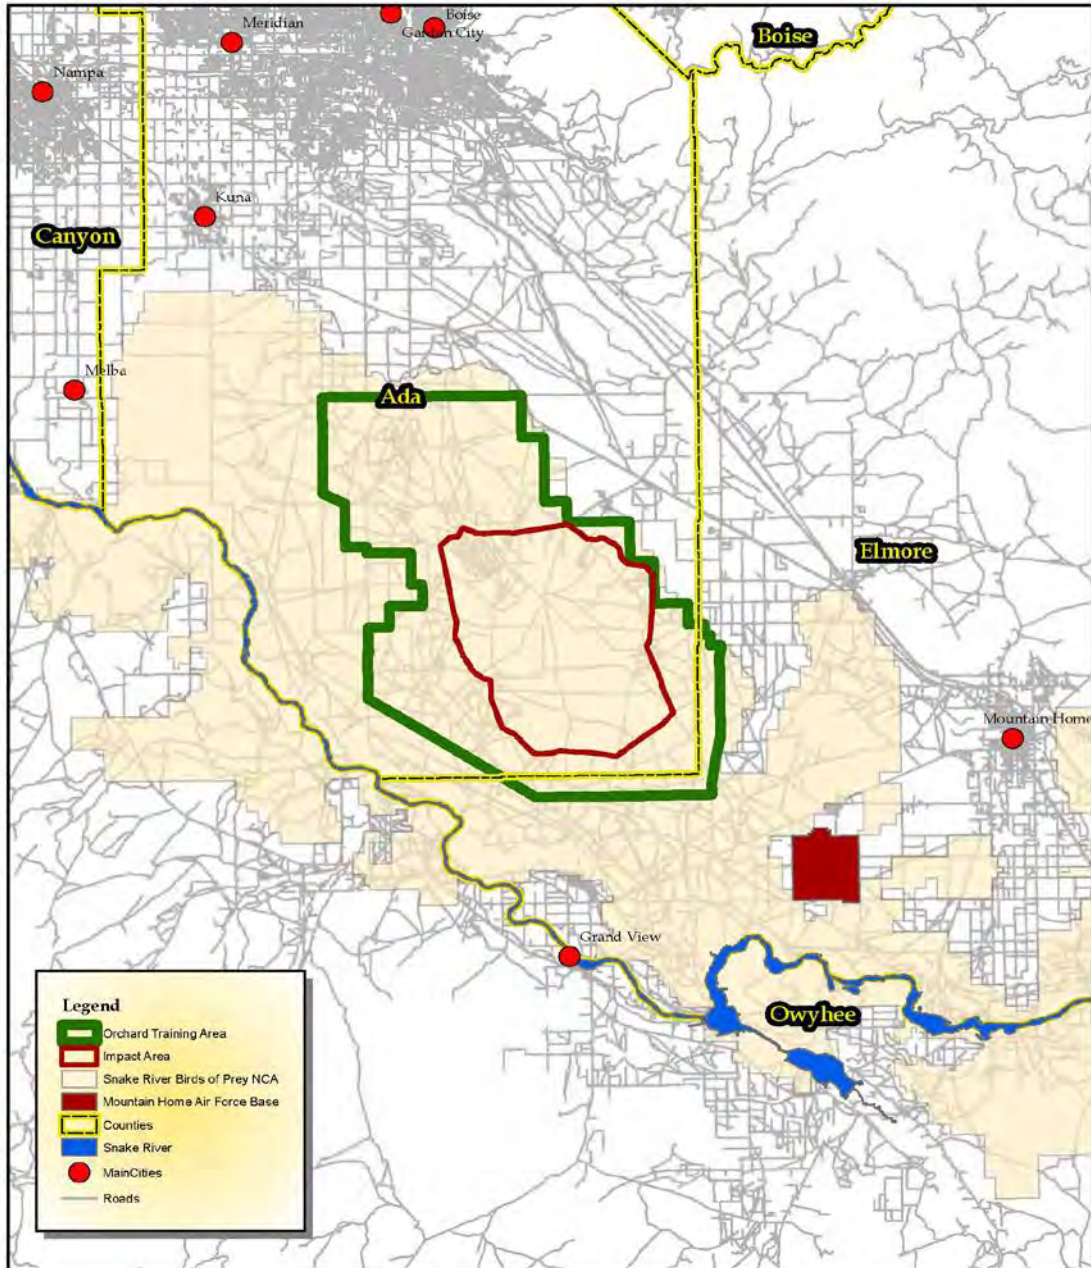 Boise
Meridian
Garden City
Boise
Nampa
Kuna
Canyon
Melba
Ada
Elmore
Mountain Home
Grand View
Owyhee
Legend
Orchard Training Area
Impact Area
Snake River Birds of Prey NCA
Mountain Home Air Force Base
Counties
Snake River
MainCities
Roads